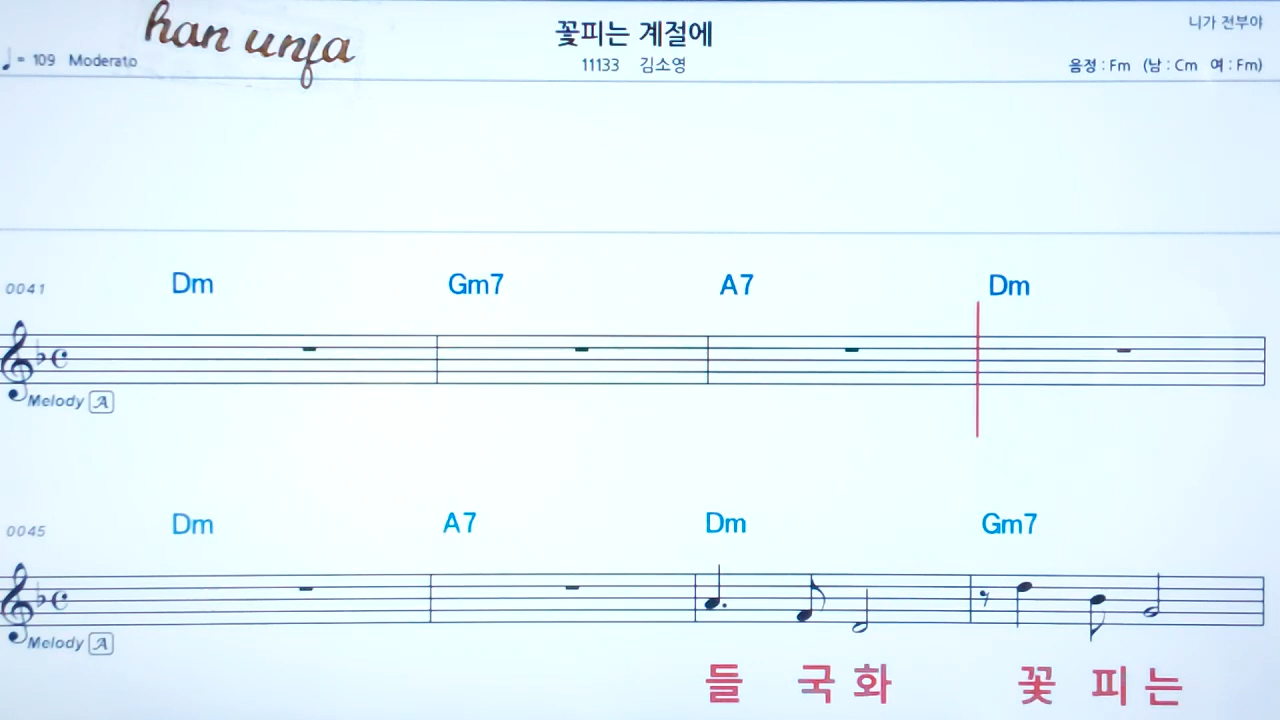 han unfa
꽃피는 계절에
니가 전부야
♩= 109 Moderato
11133 김소영
음정 : Fm (남 : Cm 여 : Fm)
0041 Dm Gm7 A7 Dm
Melody A
0045 Dm A7 Dm Gm7
Melody A
들 국 화 꽃 피 는